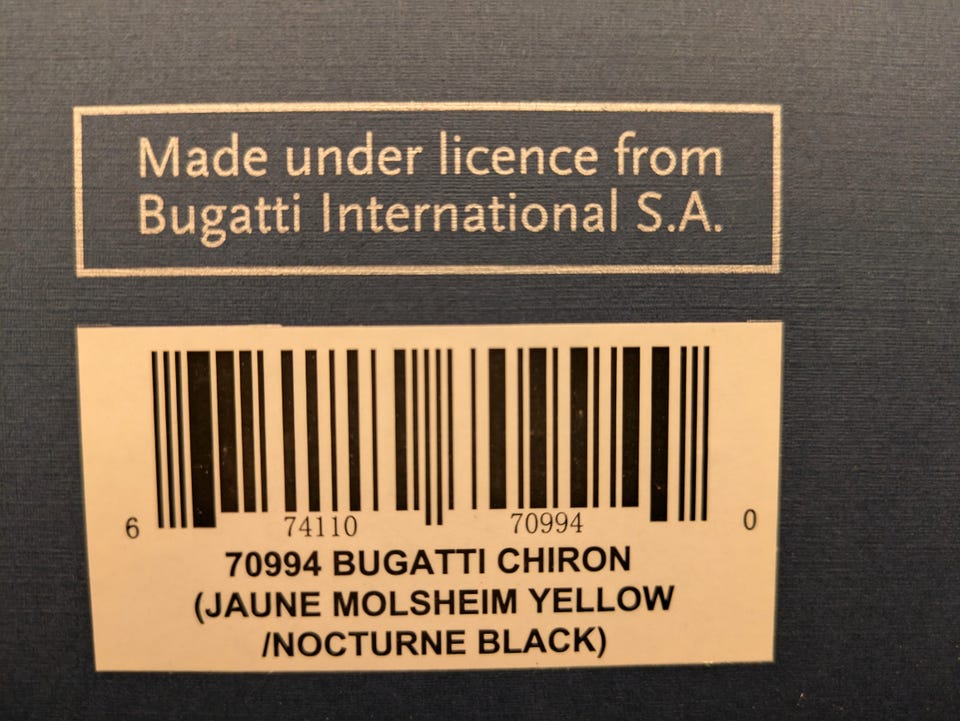 Made under licence from
Bugatti International S.A.
6 74110 70994 0
70994 BUGATTI CHIRON
(JAUNE MOLSHEIM YELLOW
/NOCTURNE BLACK)